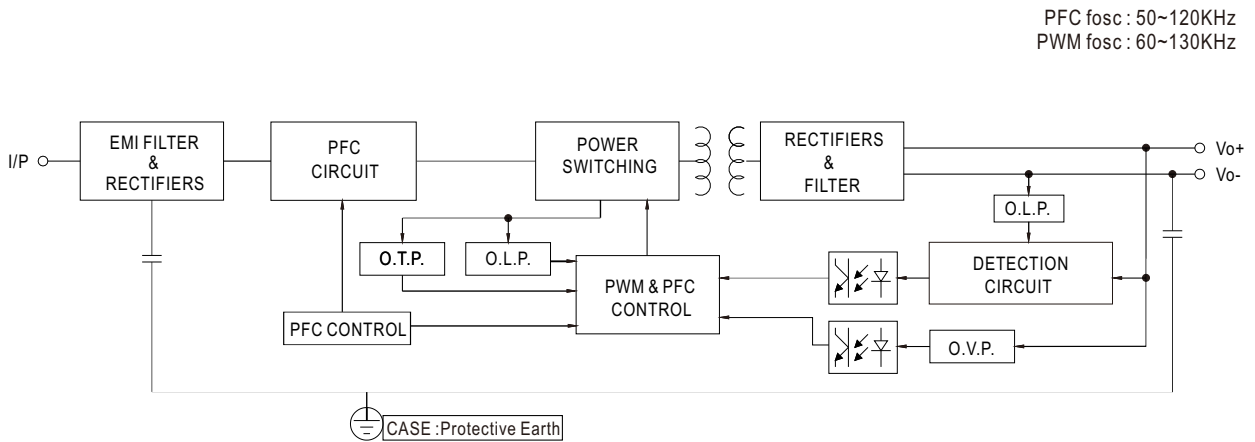 PFC fosc : 50~120KHz
PWM fosc : 60~130KHz
I/P
EMI FILTER
&
RECTIFIERS
PFC
CIRCUIT
POWER
SWITCHING
RECTIFIERS
&
FILTER
Vo+
Vo-
O.L.P.
O.T.P.
O.L.P.
PWM & PFC
CONTROL
DETECTION
CIRCUIT
PFC CONTROL
O.V.P.
CASE : Protective Earth